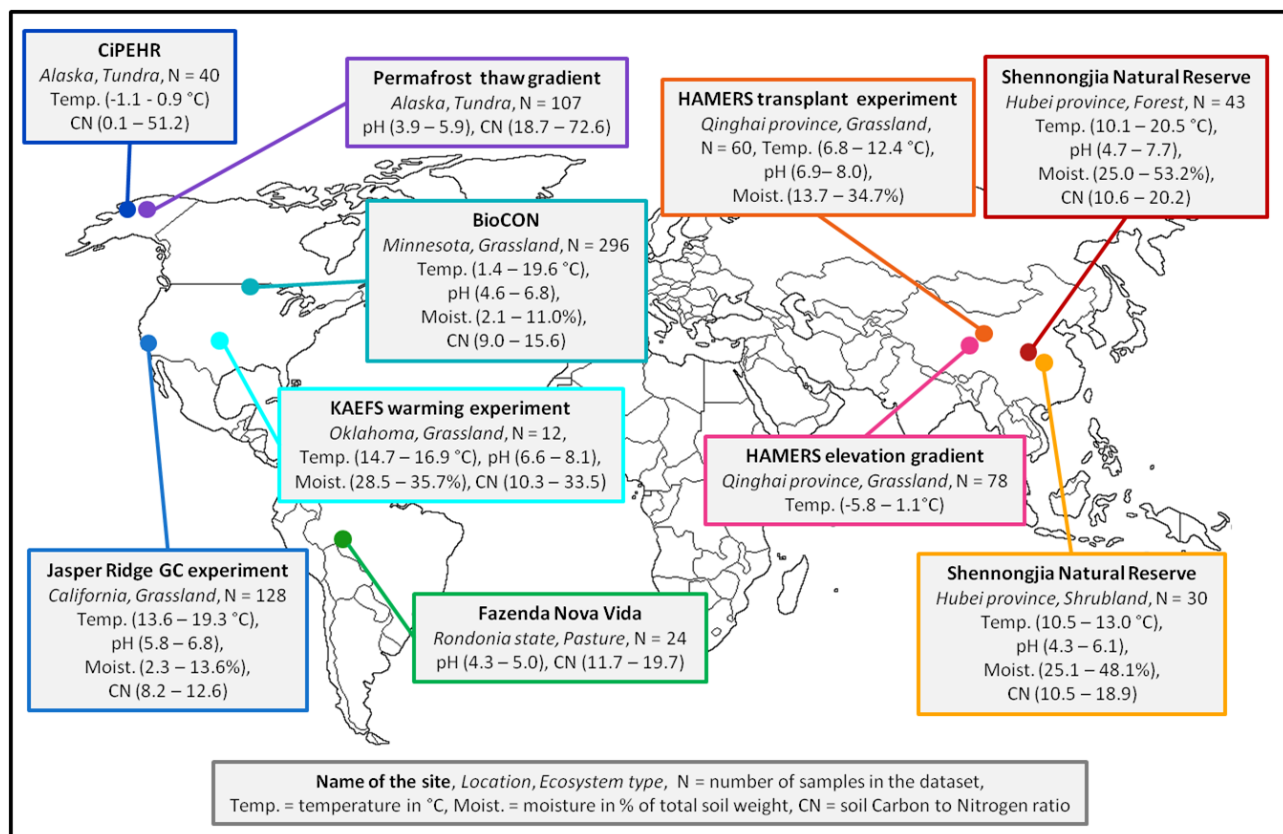 CiPEHR
Alaska, Tundra, N = 40
Temp. (-1.1 - 0.9 °C)
CN (0.1 – 51.2)
Permafrost thaw gradient
Alaska, Tundra, N = 107
pH (3.9 – 5.9), CN (18.7 – 72.6)
HAMERS transplant experiment
Qinghai province, Grassland,
N = 60, Temp. (6.8 – 12.4 °C),
pH (6.9– 8.0),
Moist. (13.7 – 34.7%)
Shennongjia Natural Reserve
Hubei province, Forest, N = 43
Temp. (10.1 – 20.5 °C),
pH (4.7 – 7.7),
Moist. (25.0 – 53.2%),
CN (10.6 – 20.2)
BioCON
Minnesota, Grassland, N = 296
Temp. (1.4 – 19.6 °C),
pH (4.6 – 6.8),
Moist. (2.1 – 11.0%),
CN (9.0 – 15.6)
KAEFS warming experiment
Oklahoma, Grassland, N = 12,
Temp. (14.7 – 16.9 °C), pH (6.6 – 8.1),
Moist. (28.5 – 35.7%), CN (10.3 – 33.5)
HAMERS elevation gradient
Qinghai province, Grassland, N = 78
Temp. (-5.8 – 1.1°C)
Jasper Ridge GC experiment
California, Grassland, N = 128
Temp. (13.6 – 19.3 °C),
pH (5.8 – 6.8),
Moist. (2.3 – 13.6%),
CN (8.2 – 12.6)
Fazenda Nova Vida
Rondonia state, Pasture, N = 24
pH (4.3 – 5.0), CN (11.7 – 19.7)
Shennongjia Natural Reserve
Hubei province, Shrubland, N = 30
Temp. (10.5 – 13.0 °C),
pH (4.3 – 6.1),
Moist. (25.1 – 48.1%),
CN (10.5 – 18.9)
Name of the site, Location, Ecosystem type, N = number of samples in the dataset,
Temp. = temperature in °C, Moist. = moisture in % of total soil weight, CN = soil Carbon to Nitrogen ratio